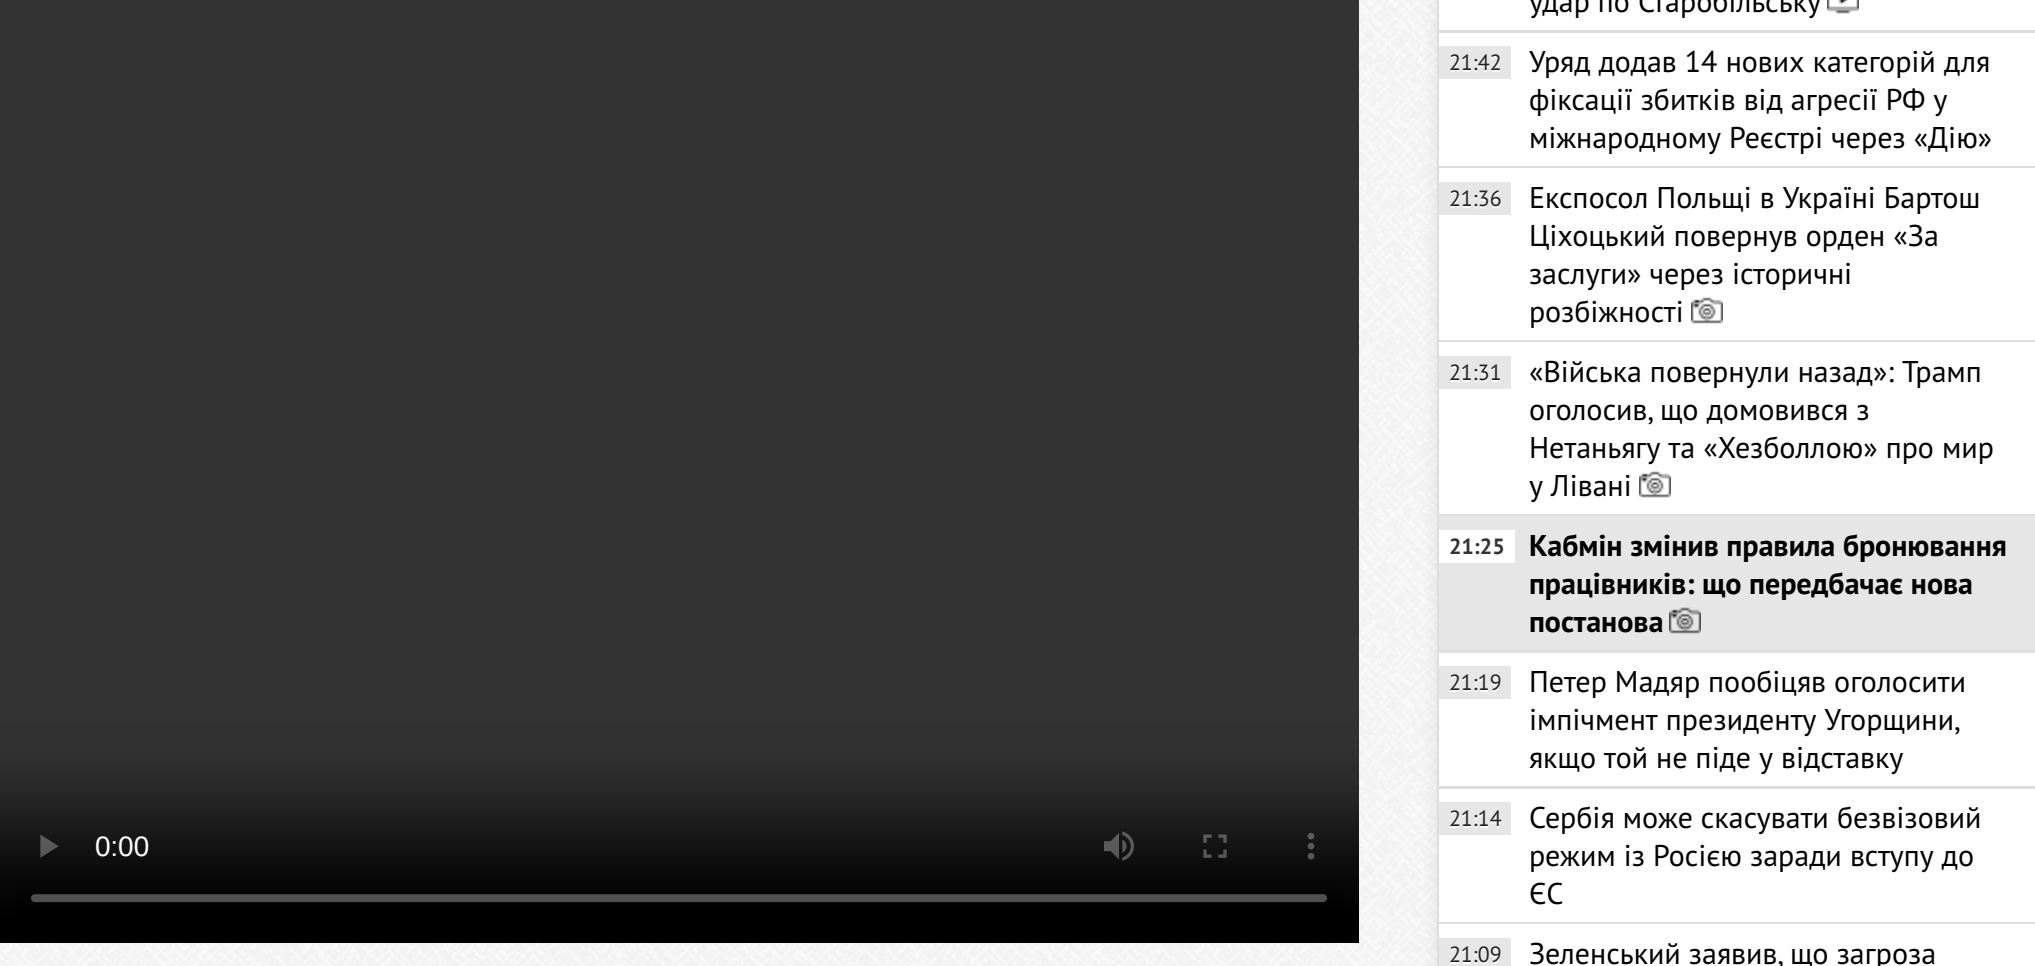 удар по Старобільську
21:42 Уряд додав 14 нових категорій для
фіксації збитків від агресії РФ у
міжнародному Реєстрі через «Дію»
21:36 Експосол Польщі в Україні Бартош
Ціхоцький повернув орден «За
заслуги» через історичні
розбіжності
21:31 «Війська повернули назад»: Трамп
оголосив, що домовився з
Нетаньягу та «Хезболлою» про мир
у Лівані
21:25 Кабмін змінив правила бронювання
працівників: що передбачає нова
постанова
21:19 Петер Мадяр пообіцяв оголосити
імпічмент президенту Угорщини,
якщо той не піде у відставку
21:14 Сербія може скасувати безвізовий
режим із Росією заради вступу до
ЄС
21:09 Зеленський заявив, що загроза
0:00